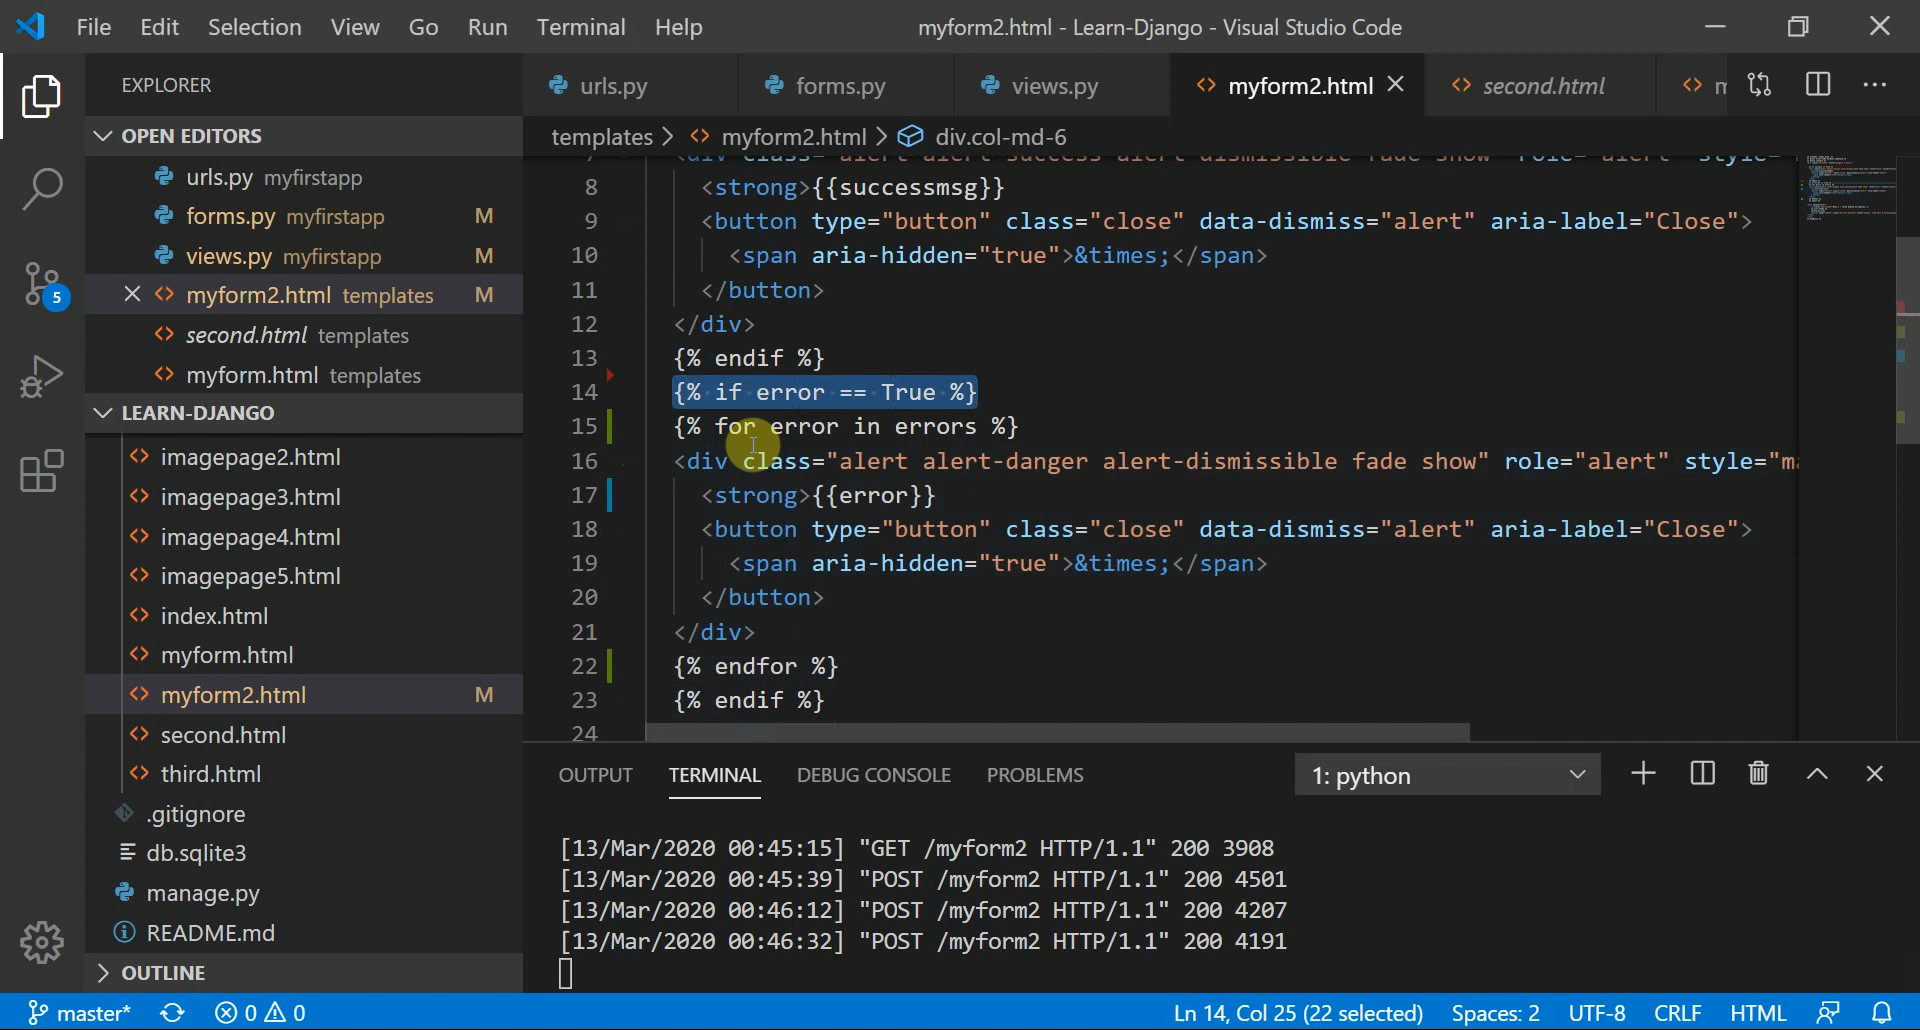 File Edit Selection View Go Run Terminal Help
myform2.html - Learn-Django - Visual Studio Code
EXPLORER
urls.py forms.py views.py myform2.html second.html
OPEN EDITORS
templates > myform2.html > div.col-md-6
urls.py myfirstapp
forms.py myfirstapp M
views.py myfirstapp M
myform2.html templates M
second.html templates
myform.html templates
LEARN-DJANGO
imagepage2.html
imagepage3.html
imagepage4.html
imagepage5.html
index.html
myform.html
myform2.html M
second.html
third.html
.gitignore
db.sqlite3
manage.py
README.md
OUTLINE
5
8 <strong>{{successmsg}}
9 <button type="button" class="close" data-dismiss="alert" aria-label="Close">
10 <span aria-hidden="true">&times;</span>
11 </button>
12 </div>
13 {% endif %}
14 {% if error == True %}
15 {% for error in errors %}
16 <div class="alert alert-danger alert-dismissible fade show" role="alert" style="ma
17 <strong>{{error}}
18 <button type="button" class="close" data-dismiss="alert" aria-label="Close">
19 <span aria-hidden="true">&times;</span>
20 </button>
21 </div>
22 {% endfor %}
23 {% endif %}
24
OUTPUT TERMINAL DEBUG CONSOLE PROBLEMS
1: python
[13/Mar/2020 00:45:15] "GET /myform2 HTTP/1.1" 200 3908
[13/Mar/2020 00:45:39] "POST /myform2 HTTP/1.1" 200 4501
[13/Mar/2020 00:46:12] "POST /myform2 HTTP/1.1" 200 4207
[13/Mar/2020 00:46:32] "POST /myform2 HTTP/1.1" 200 4191
master* 0 0
Ln 14, Col 25 (22 selected) Spaces: 2 UTF-8 CRLF HTML